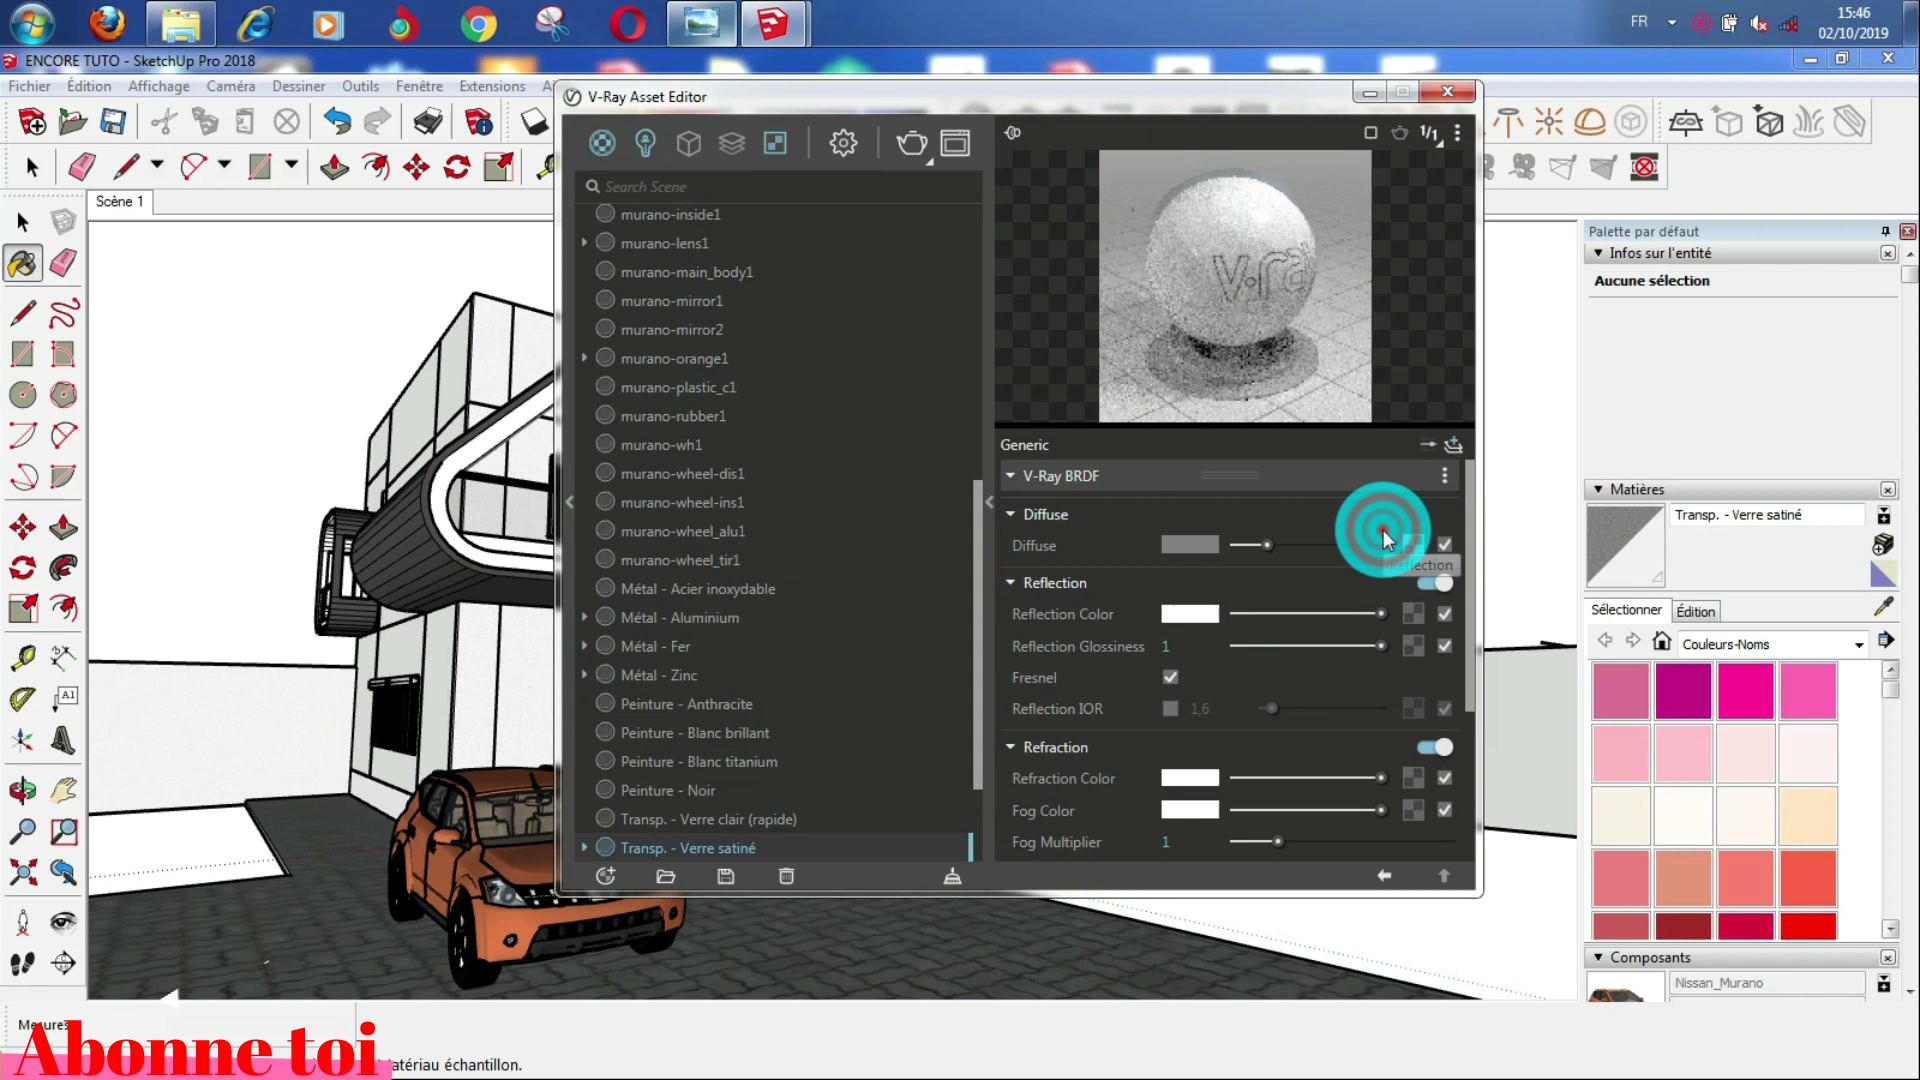 FR
15:46
02/10/2019
ENCORE TUTO - SketchUp Pro 2018
Fichier Édition Affichage Caméra Dessiner Outils Fenêtre Extensions
V-Ray Asset Editor
Scène 1
Search Scene
murano-inside1
murano-lens1
murano-main_body1
murano-mirror1
murano-mirror2
murano-orange1
murano-plastic_c1
murano-rubber1
murano-wh1
murano-wheel-dis1
murano-wheel-ins1
murano-wheel_alu1
murano-wheel_tir1
Métal - Acier inoxydable
Métal - Aluminium
Métal - Fer
Métal - Zinc
Peinture - Anthracite
Peinture - Blanc brillant
Peinture - Blanc titanium
Peinture - Noir
Transp. - Verre clair (rapide)
Transp. - Verre satiné
1/1
v·ra
Generic
V-Ray BRDF
Diffuse
Diffuse
Reflection
Reflection
Reflection Color
Reflection Glossiness 1
Fresnel
Reflection IOR 1,6
Refraction
Refraction Color
Fog Color
Fog Multiplier 1
Palette par défaut
Infos sur l'entité
Aucune sélection
Matières
Transp. - Verre satiné
Sélectionner Édition
Couleurs-Noms
Composants
Nissan_Murano
A1
Mesures
Abonne toi
atériau échantillon.